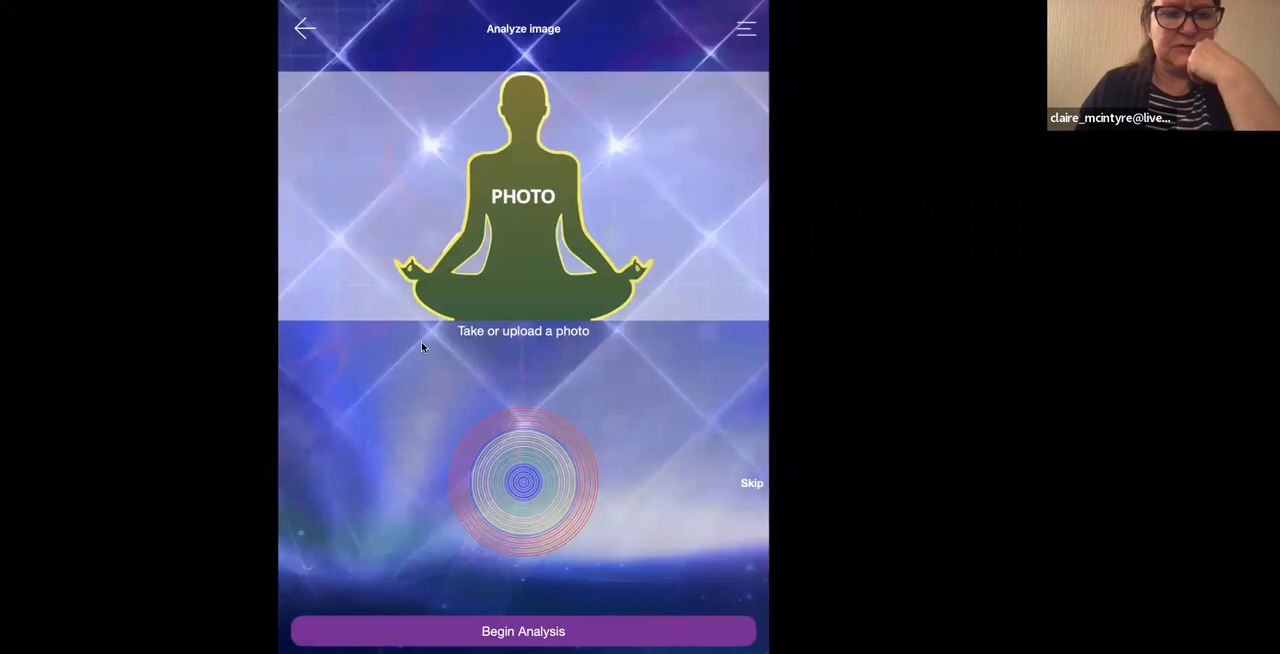 Analyze image
claire_mcintyre@live...
PHOTO
Take or upload a photo
Skip
Begin Analysis